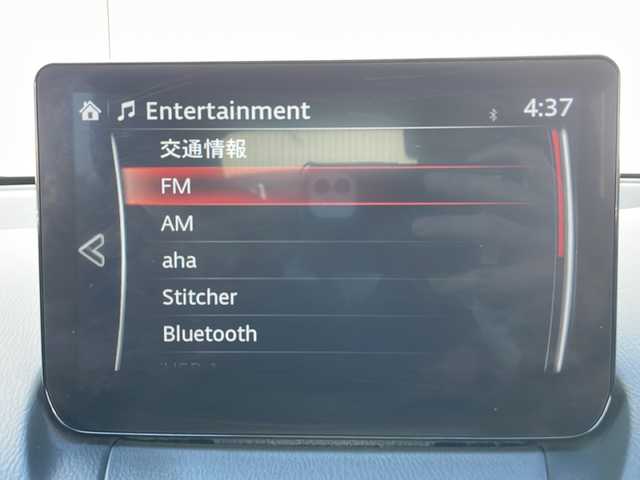 Entertainment
4:37
交通情報
FM
AM
aha
Stitcher
Bluetooth